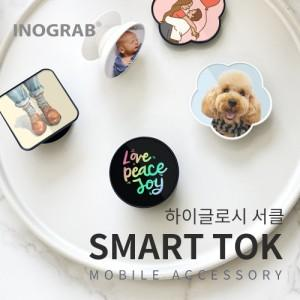 INOGRAB®
Love
peace
Joy
하이글로시 서클
SMART TOK
MOBILE ACCESSORY